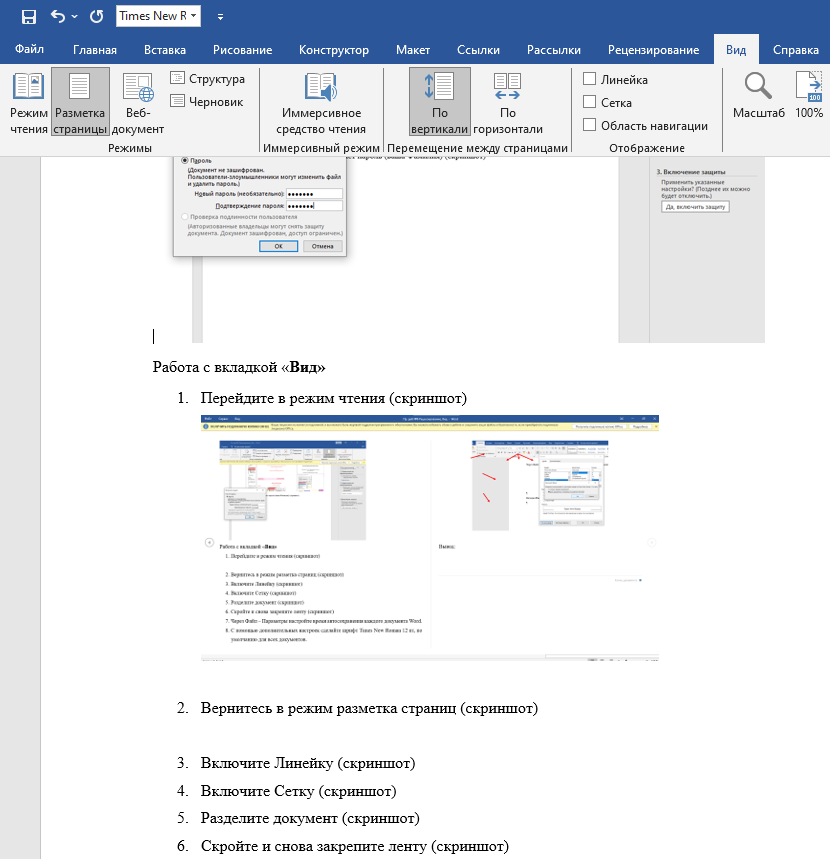 Times New R
Файл Главная Вставка Рисование Конструктор Макет Ссылки Рассылки Рецензирование Вид Справка
Режим чтения
Разметка страницы
Веб-документ
Структура
Черновик
Режимы
Иммерсивное средство чтения
Иммерсивный режим
По вертикали
По горизонтали
Перемещение между страницами
Линейка
Сетка
Область навигации
Отображение
Масштаб
100
100%
Пароль
(Документ не зашифрован.
Пользователи-злоумышленники могут изменить файл
и удалить пароль.)
Новый пароль (необязательно):
Подтверждение пароля:
Проверка подлинности пользователя
(Авторизованные владельцы могут снять защиту
документа. Документ зашифрован, доступ ограничен.)
ОК Отмена
3. Включение защиты
Применить указанные
настройки? (Позднее их можно
будет отключить.)
Да, включить защиту
Работа с вкладкой «Вид»
1. Перейдите в режим чтения (скриншот)
Работа с вкладкой «Вид»
1. Перейдите в режим чтения (скриншот)
2. Вернитесь в режим разметка страниц (скриншот)
3. Включите Линейку (скриншот)
4. Включите Сетку (скриншот)
5. Разделите документ (скриншот)
6. Скройте и снова закрепите ленту (скриншот)
7. Через Файл – Параметры настройте время автосохранения каждого документа Word.
8. С помощью дополнительных настроек сделайте шрифт Times New Roman 12 пт, по
умолчанию для всех документов.
Вывод:
2. Вернитесь в режим разметка страниц (скриншот)
3. Включите Линейку (скриншот)
4. Включите Сетку (скриншот)
5. Разделите документ (скриншот)
6. Скройте и снова закрепите ленту (скриншот)